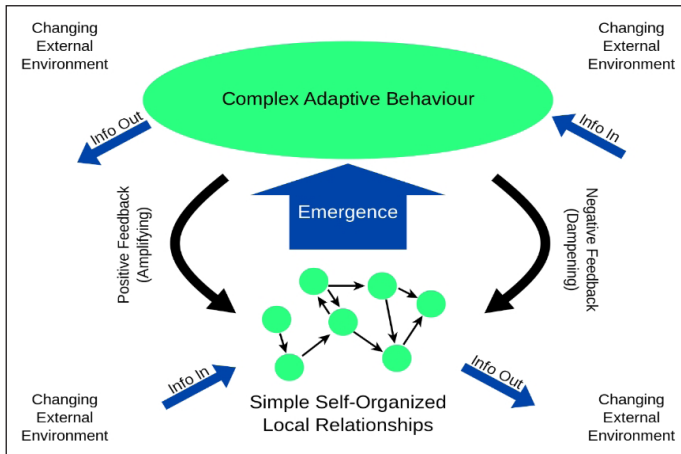 Changing
External
Environment
Changing
External
Environment
Complex Adaptive Behaviour
Info Out
Info In
Positive Feedback
(Amplifying)
Emergence
Negative Feedback
(Dampening)
Info In
Info Out
Changing
External
Environment
Simple Self-Organized
Local Relationships
Changing
External
Environment